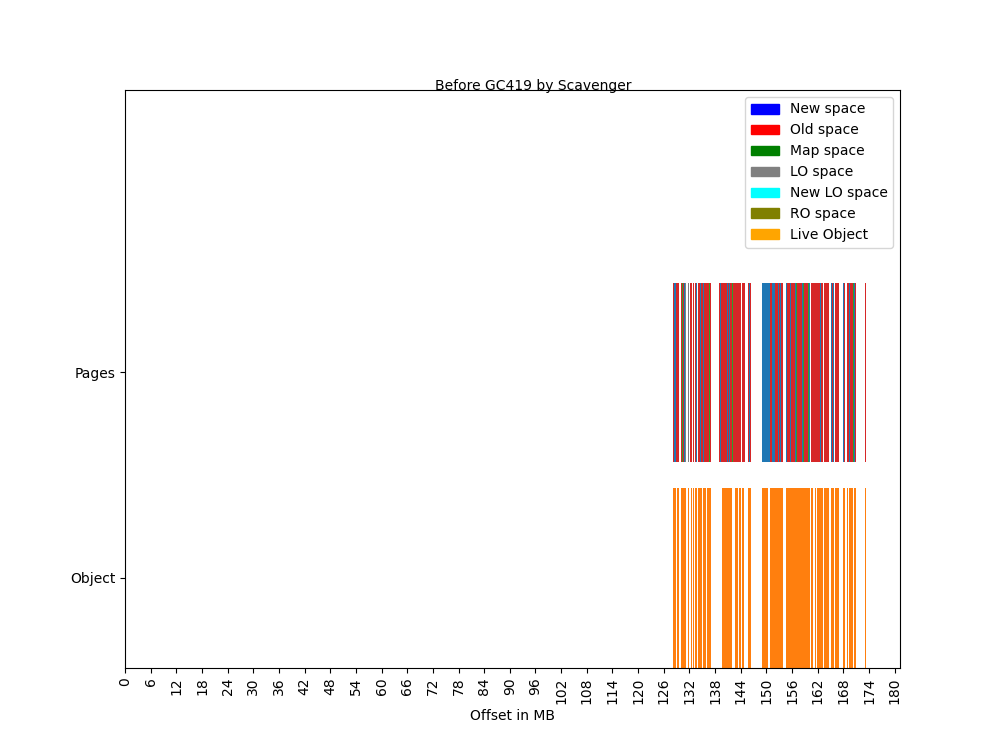 Before GC419 by Scavenger
New space
Old space
Map space
LO space
New LO space
RO space
Live Object
Pages
Object
0 6 12 18 24 30 36 42 48 54 60 66 72 78 84 90 96 102 108 114 120 126 132 138 144 150 156 162 168 174 180
Offset in MB